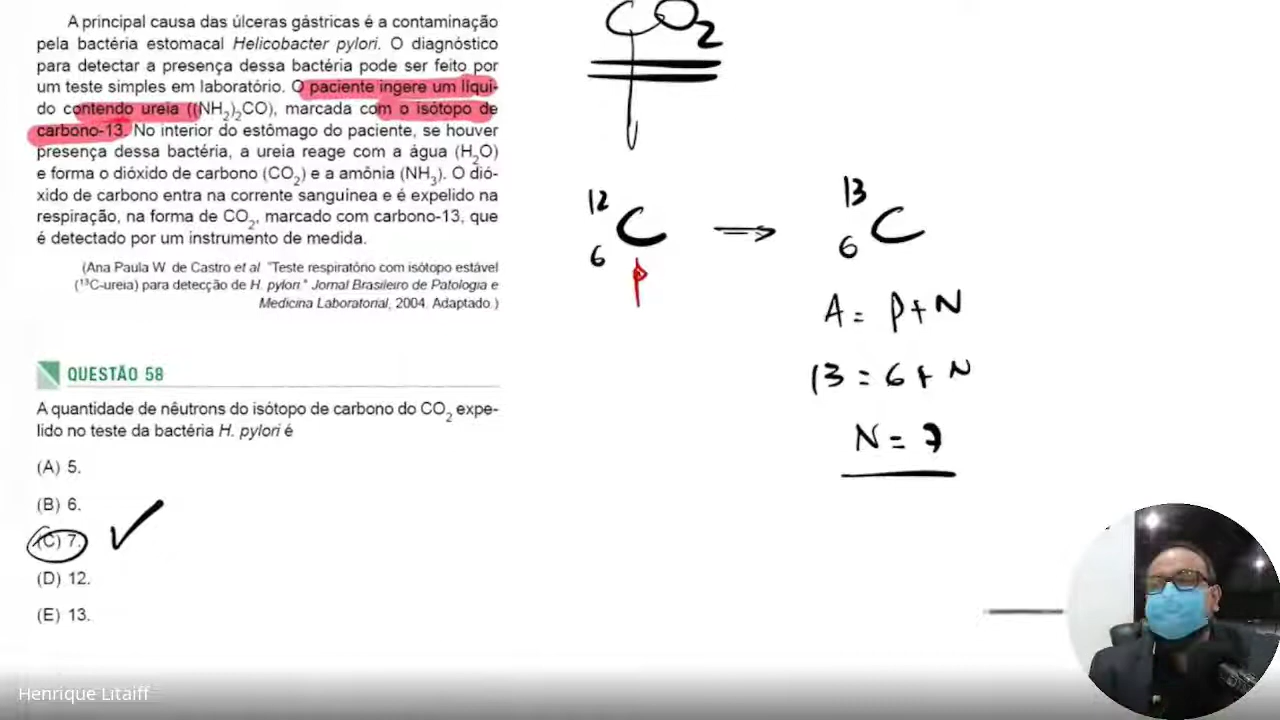 A principal causa das úlceras gástricas é a contaminação
pela bactéria estomacal Helicobacter pylori. O diagnóstico
para detectar a presença dessa bactéria pode ser feito por
um teste simples em laboratório. O paciente ingere um líqui-
do contendo ureia ((NH2)2CO), marcada com o isótopo de
carbono-13. No interior do estômago do paciente, se houver
presença dessa bactéria, a ureia reage com a água (H2O)
e forma o dióxido de carbono (CO2) e a amônia (NH3). O dió-
xido de carbono entra na corrente sanguínea e é expelido na
respiração, na forma de CO2, marcado com carbono-13, que
é detectado por um instrumento de medida.
(Ana Paula W. de Castro et al. "Teste respiratório com isótopo estável
(13C-ureia) para detecção de H. pylori." Jornal Brasileiro de Patologia e
Medicina Laboratorial, 2004. Adaptado.)
QUESTÃO 58
A quantidade de nêutrons do isótopo de carbono do CO2 expe-
lido no teste da bactéria H. pylori é
(A) 5.
(B) 6.
(C) 7.
(D) 12.
(E) 13.
CO2
12 6 C ⇒ 13 6 C
p
A = p + N
13 = 6 + N
N = 7
Henrique Litaiff